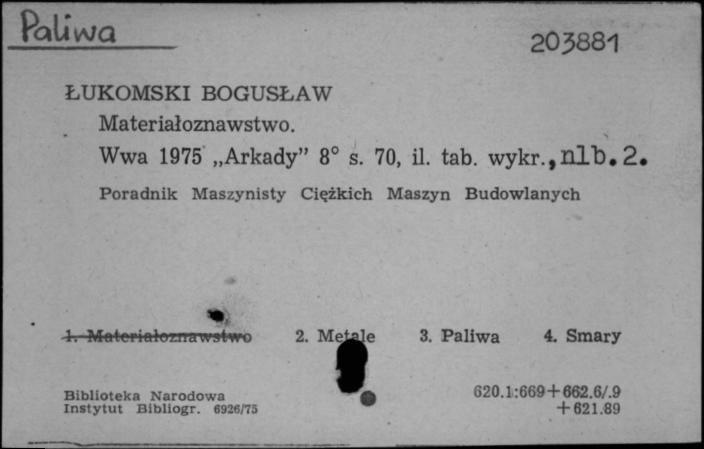 Paliwa
203881
ŁUKOMSKI BOGUSŁAW
Materiałoznawstwo.
Wwa 1975 „Arkady” 8° s. 70, il. tab. wykr., nlb. 2.
Poradnik Maszynisty Ciężkich Maszyn Budowlanych
1. Materiałoznawstwo 2. Metale 3. Paliwa 4. Smary
Biblioteka Narodowa 620.1:669+662.6/.9
Instytut Bibliogr. 6926/75 +621.89